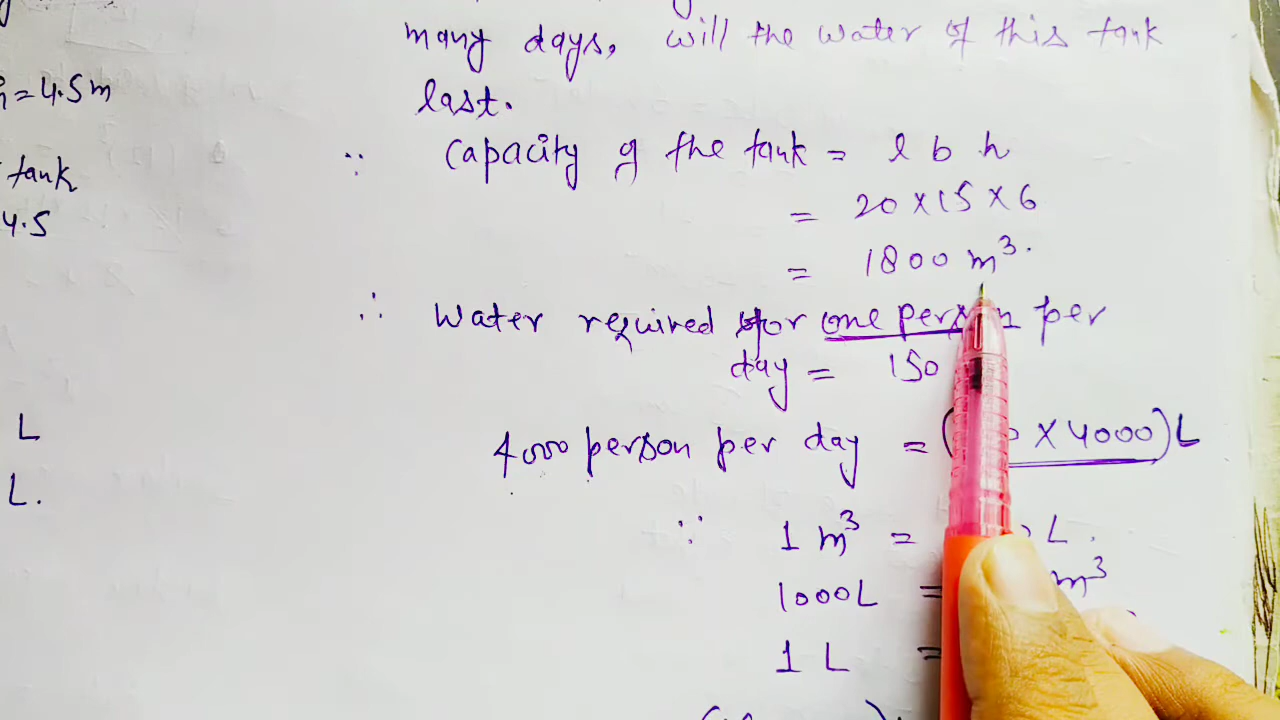 many days, will the water of this tank
last.
= 4.5m
tank
4.5
∵ Capacity of the tank = l b h
= 20 × 15 × 6
= 1800 m³.
∴ Water required for one person per
day = 150
4000 person per day = ( × 4000) L
L
L.
∵ 1 m³ = L.
1000L = m³
1 L =